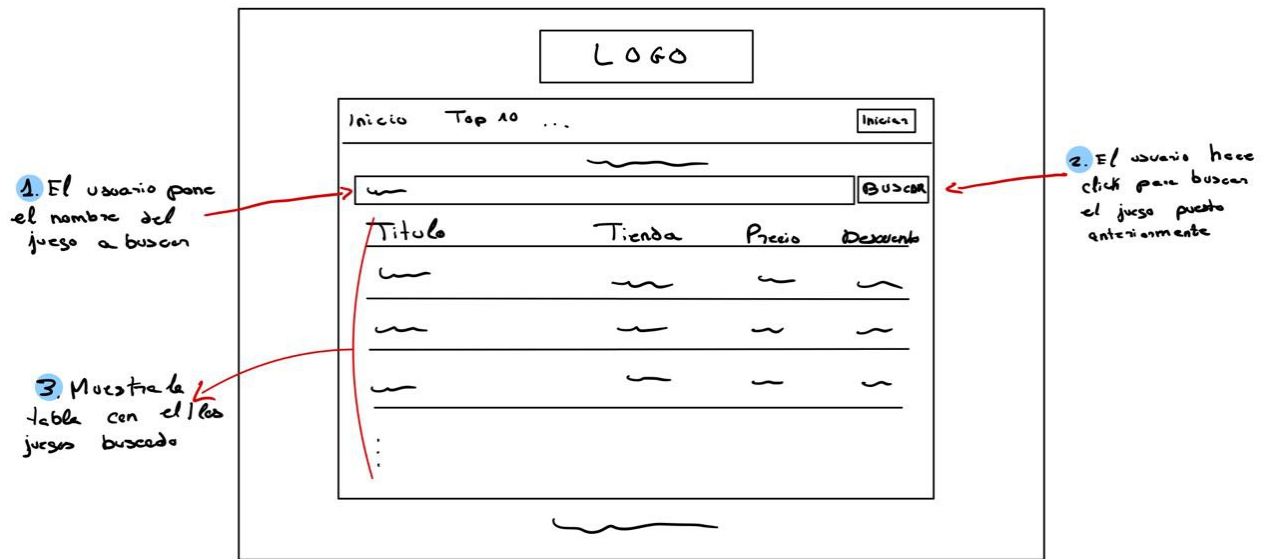 LOGO
Inicio Top 10 ... Iniciar
BUSCAR
Titulo Tienda Precio Descuento
1. El usuario pone
el nombre del
juego a buscar
2. El usuario hace
click para buscar
el juego puesto
anteriormente
3. Muestra la
tabla con el/los
juegos buscado